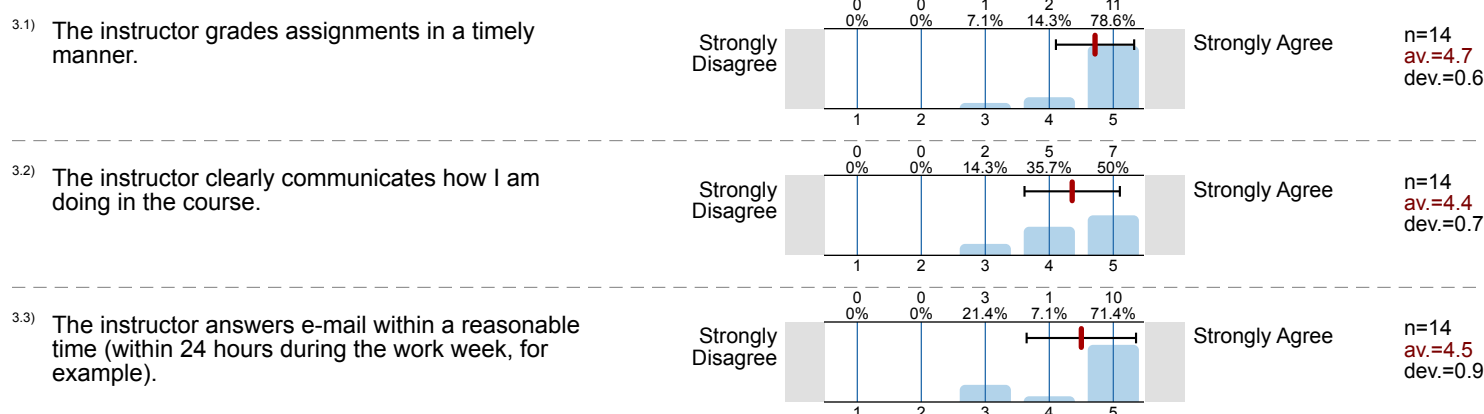 0 0 1 2 11
0% 0% 7.1% 14.3% 78.6%
3.1) The instructor grades assignments in a timely
manner.
Strongly
Disagree
Strongly Agree
n=14
av.=4.7
dev.=0.6
1 2 3 4 5
0 0 2 5 7
0% 0% 14.3% 35.7% 50%
3.2) The instructor clearly communicates how I am
doing in the course.
Strongly
Disagree
Strongly Agree
n=14
av.=4.4
dev.=0.7
1 2 3 4 5
0 0 3 1 10
0% 0% 21.4% 7.1% 71.4%
3.3) The instructor answers e-mail within a reasonable
time (within 24 hours during the work week, for
example).
Strongly
Disagree
Strongly Agree
n=14
av.=4.5
dev.=0.9
1 2 3 4 5